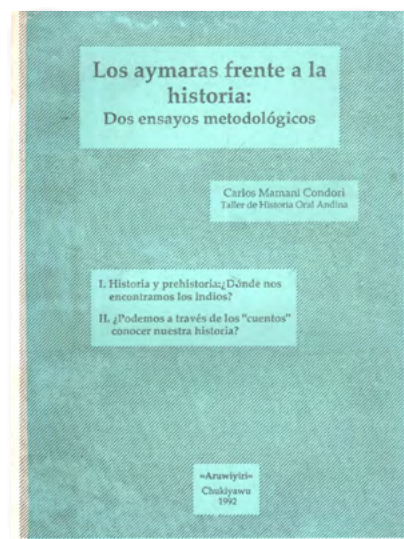 Los aymaras frente a la
historia:
Dos ensayos metodológicos
Carlos Mamani Condori
Taller de Historia Oral Andina
I. Historia y prehistoria:¿Dónde nos
encontramos los indios?
II. ¿Podemos a través de los "cuentos"
conocer nuestra historia?
«Aruwiyiri»
Chukiyawu
1992